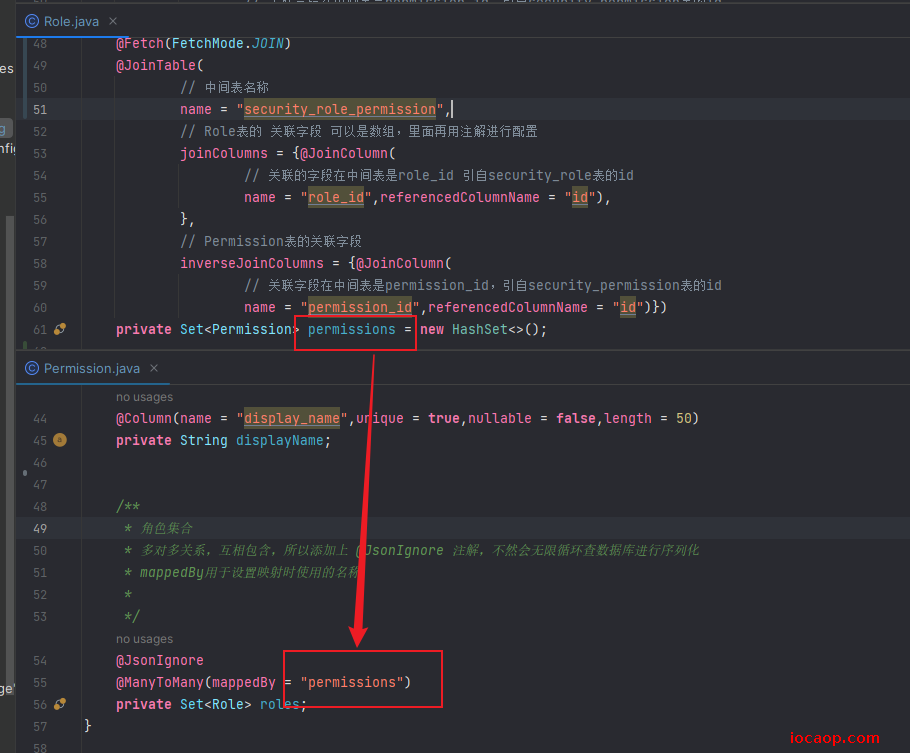 Role.java ×
48 @Fetch(FetchMode.JOIN)
49 @JoinTable(
50 // 中间表名称
51 name = "security_role_permission",
52 // Role表的 关联字段 可以是数组，里面再用注解进行配置
53 joinColumns = {@JoinColumn(
54 // 关联的字段在中间表是role_id 引自security_role表的id
55 name = "role_id",referencedColumnName = "id"),
56 },
57 // Permission表的关联字段
58 inverseJoinColumns = {@JoinColumn(
59 // 关联字段在中间表是permission_id，引自security_permission表的id
60 name = "permission_id",referencedColumnName = "id")})
61 private Set<Permission> permissions = new HashSet<>();
Permission.java ×
no usages
44 @Column(name = "display_name",unique = true,nullable = false,length = 50)
45 private String displayName;
46
47
48 /**
49 * 角色集合
50 * 多对多关系，互相包含，所以添加上 @JsonIgnore 注解，不然会无限循环查数据库进行序列化
51 * mappedBy用于设置映射时使用的名称
52 *
53 */
no usages
54 @JsonIgnore
55 @ManyToMany(mappedBy = "permissions")
56 private Set<Role> roles;
57 }
58
iocaop.com